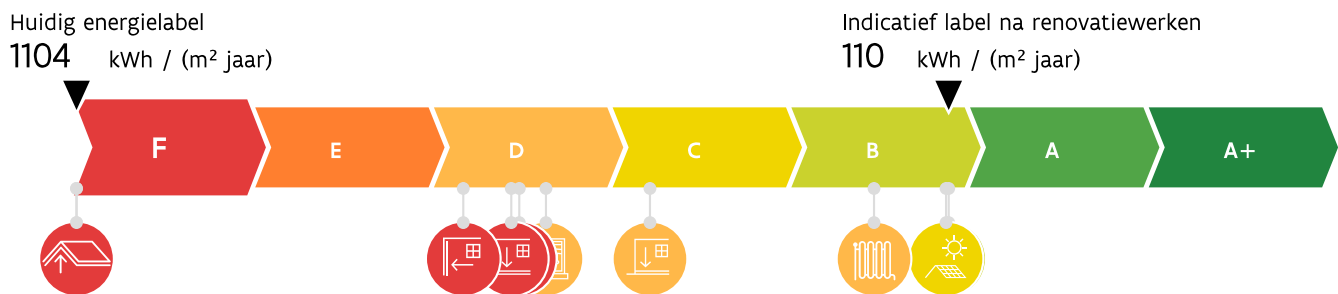 Huidig energielabel
1104 kWh / (m² jaar)
Indicatief label na renovatiewerken
110 kWh / (m² jaar)
F E D C B A A+